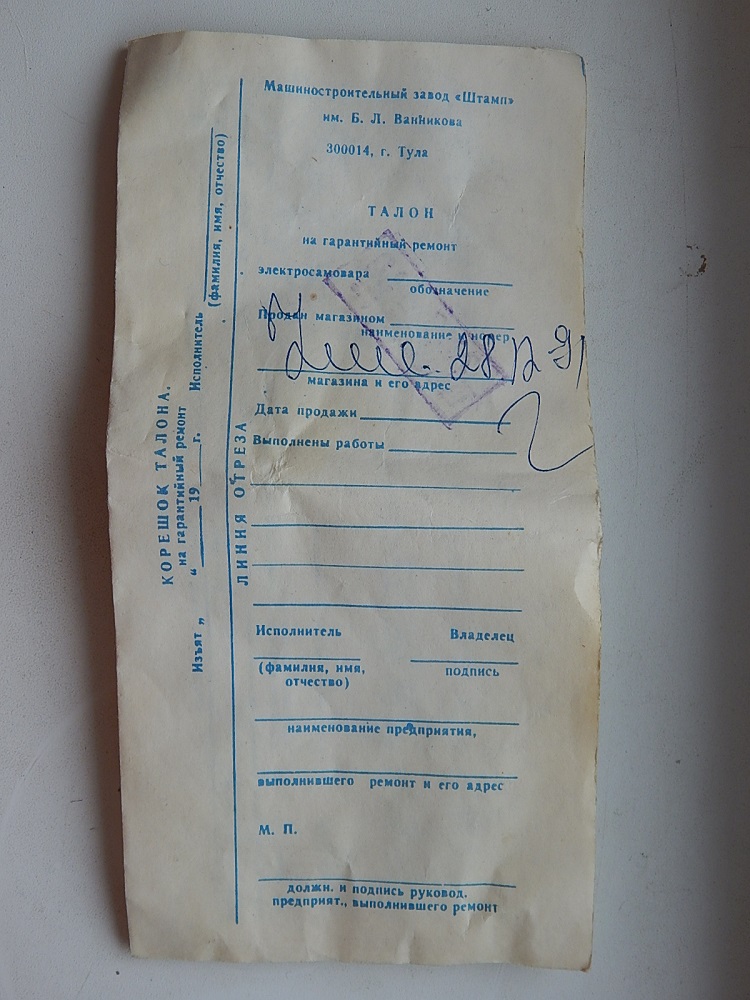 Машиностроительный завод «Штамп»
им. Б. Л. Ванникова
300014, г. Тула
ТАЛОН
на гарантийный ремонт
электросамовара
обозначение
Продан магазином
наименование и номер
28 12 91
магазина и его адрес
Дата продажи
Выполнены работы
Исполнитель Владелец
(фамилия, имя, подпись
отчество)
наименование предприятия,
выполнившего ремонт и его адрес
М. П.
должн. и подпись руковод.
предприят., выполнившего ремонт
КОРЕШОК ТАЛОНА.
на гарантийный ремонт
Изъят „ “ 19 г. Исполнитель
(фамилия, имя, отчество)
ЛИНИЯ ОТРЕЗА